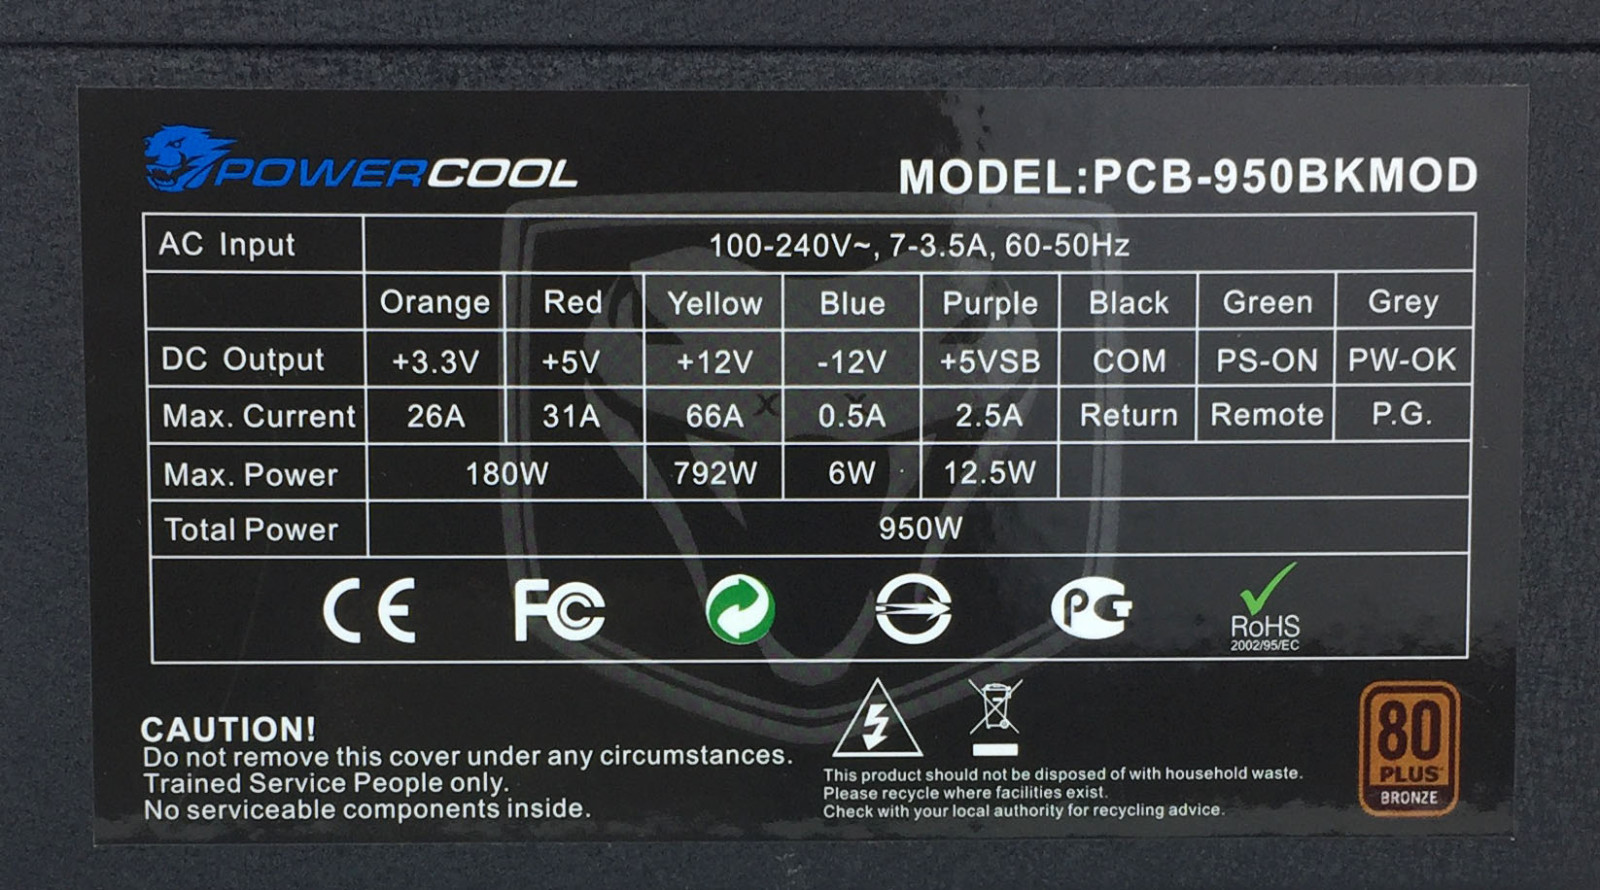 POWERCOOL
MODEL:PCB-950BKMOD
AC Input 100-240V~, 7-3.5A, 60-50Hz
Orange Red Yellow Blue Purple Black Green Grey
DC Output +3.3V +5V +12V -12V +5VSB COM PS-ON PW-OK
Max. Current 26A 31A 66A 0.5A 2.5A Return Remote P.G.
Max. Power 180W 792W 6W 12.5W
Total Power 950W
CE FC PG RoHS
2002/95/EC
CAUTION!
Do not remove this cover under any circumstances.
Trained Service People only.
No serviceable components inside.
This product should not be disposed of with household waste.
Please recycle where facilities exist.
Check with your local authority for recycling advice.
80
PLUS
BRONZE